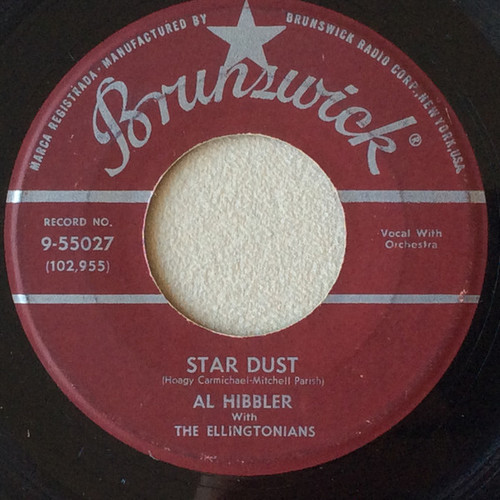 MARCA REGISTRADA · MANUFACTURED BY BRUNSWICK RADIO CORP., NEW YORK, USA
Brunswick®
RECORD NO.
9-55027
(102,955)
Vocal With
Orchestra
STAR DUST
(Hoagy Carmichael-Mitchell Parish)
AL HIBBLER
With
THE ELLINGTONIANS